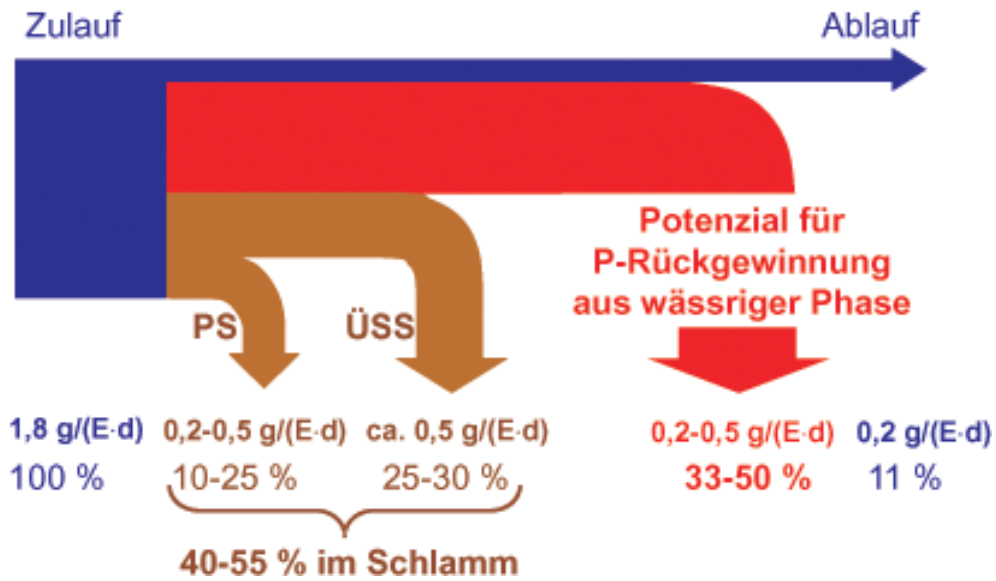 Zulauf
Ablauf
Potenzial für
P-Rückgewinnung
aus wässriger Phase
PS
ÜSS
1,8 g/(E·d) 0,2-0,5 g/(E·d) ca. 0,5 g/(E·d) 0,2-0,5 g/(E·d) 0,2 g/(E·d)
100 % 10-25 % 25-30 % 33-50 % 11 %
40-55 % im Schlamm